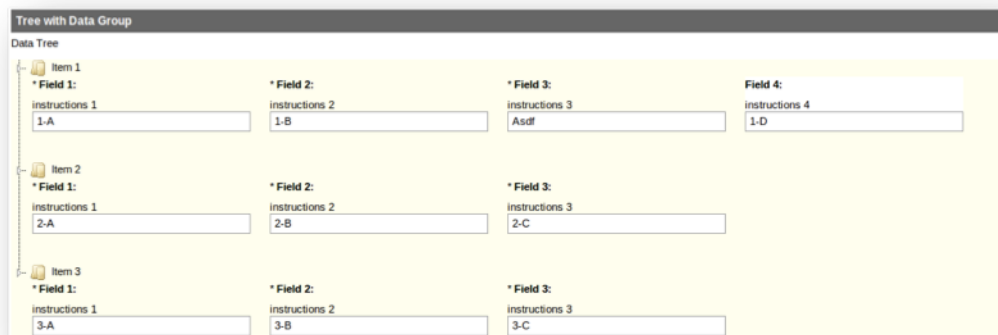 Tree with Data Group
Data Tree
Item 1
* Field 1: * Field 2: * Field 3: Field 4:
instructions 1 instructions 2 instructions 3 instructions 4
1-A 1-B Asdf 1-D
Item 2
* Field 1: * Field 2: * Field 3:
instructions 1 instructions 2 instructions 3
2-A 2-B 2-C
Item 3
* Field 1: * Field 2: * Field 3:
instructions 1 instructions 2 instructions 3
3-A 3-B 3-C